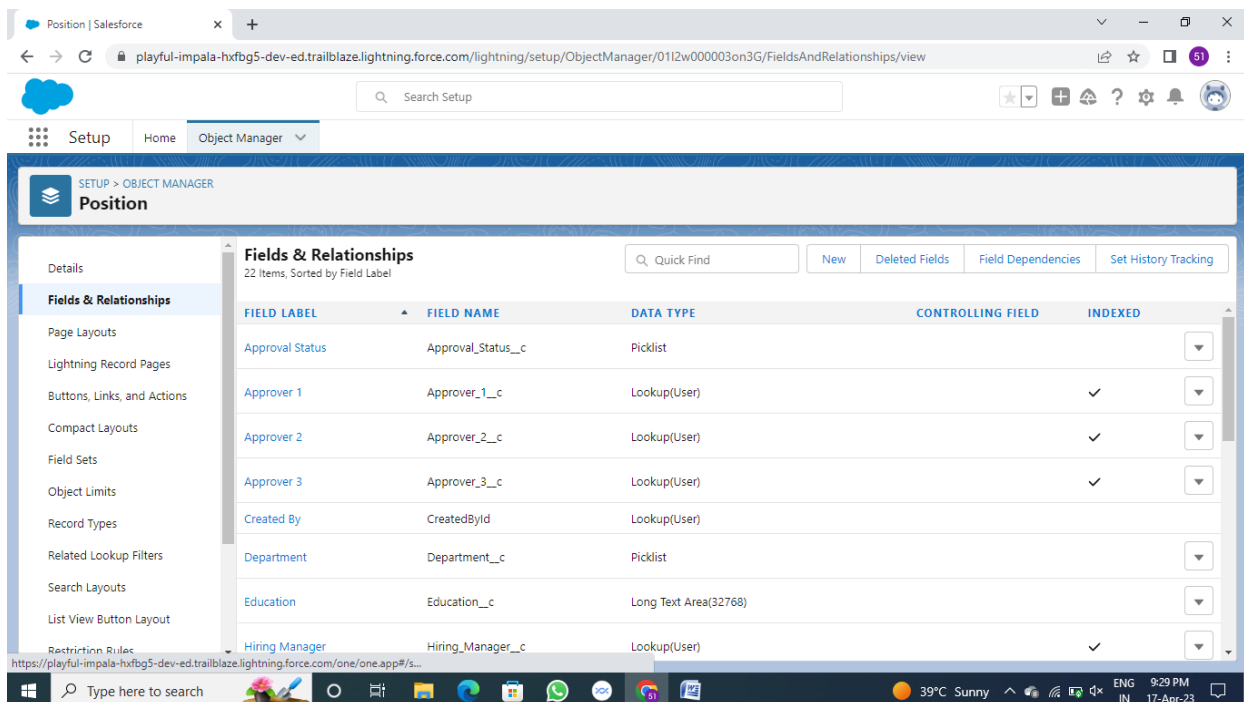 Position | Salesforce
playful-impala-hxfbg5-dev-ed.trailblaze.lightning.force.com/lightning/setup/ObjectManager/01I2w000003on3G/FieldsAndRelationships/view
51
Search Setup
Setup
Home
Object Manager
SETUP > OBJECT MANAGER
Position
Details
Fields & Relationships
Page Layouts
Lightning Record Pages
Buttons, Links, and Actions
Compact Layouts
Field Sets
Object Limits
Record Types
Related Lookup Filters
Search Layouts
List View Button Layout
Restriction Rules
Fields & Relationships
22 Items, Sorted by Field Label
Quick Find
New
Deleted Fields
Field Dependencies
Set History Tracking
FIELD LABEL FIELD NAME DATA TYPE CONTROLLING FIELD INDEXED
Approval Status Approval_Status__c Picklist
Approver 1 Approver_1__c Lookup(User)
Approver 2 Approver_2__c Lookup(User)
Approver 3 Approver_3__c Lookup(User)
Created By CreatedById Lookup(User)
Department Department__c Picklist
Education Education__c Long Text Area(32768)
Hiring Manager Hiring_Manager__c Lookup(User)
https://playful-impala-hxfbg5-dev-ed.trailblaze.lightning.force.com/one/one.app#/s...
Type here to search
51
39°C Sunny
ENG
IN
9:29 PM
17-Apr-23